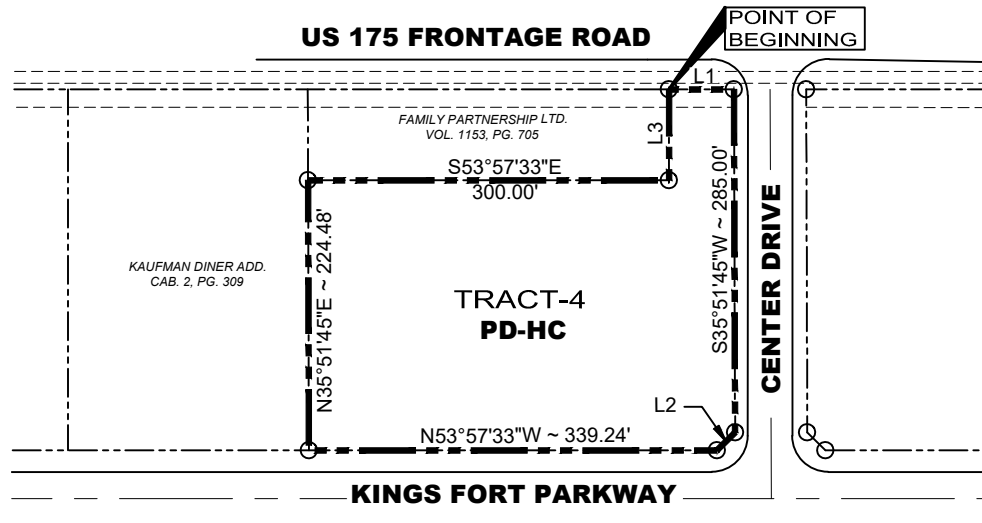 US 175 FRONTAGE ROAD
POINT OF
BEGINNING
L1
FAMILY PARTNERSHIP LTD.
VOL. 1153, PG. 705
L3
S53°57'33"E
300.00'
KAUFMAN DINER ADD.
CAB. 2, PG. 309
N35°51'45"E ~ 224.48'
TRACT-4
PD-HC
S35°51'45"W ~ 285.00'
CENTER DRIVE
L2
N53°57'33"W ~ 339.24'
KINGS FORT PARKWAY